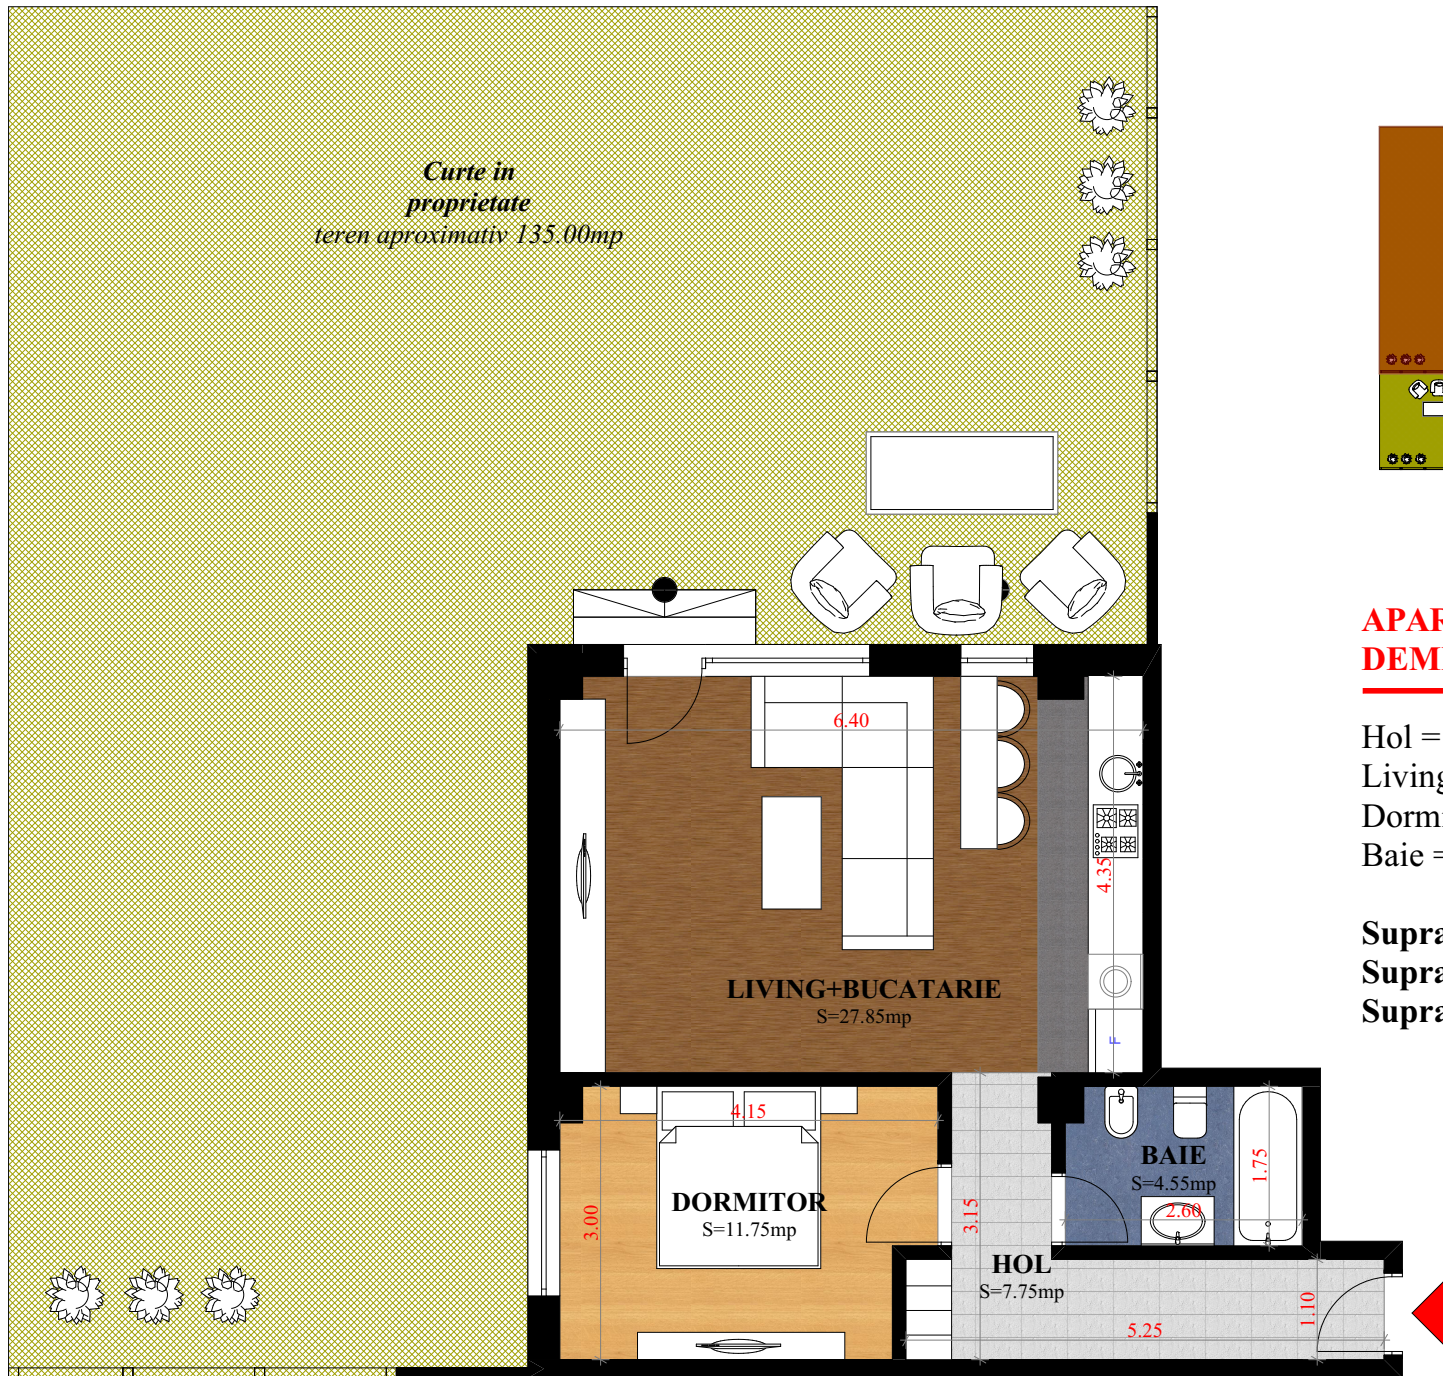 Curte in
proprietate
teren aproximativ 135.00mp
6.40
4.35
LIVING+BUCATARIE
S=27.85mp
F
4.15
3.00
DORMITOR
S=11.75mp
3.15
BAIE
S=4.55mp
1.75
2.60
HOL
S=7.75mp
1.10
5.25
Hol =
Baie =